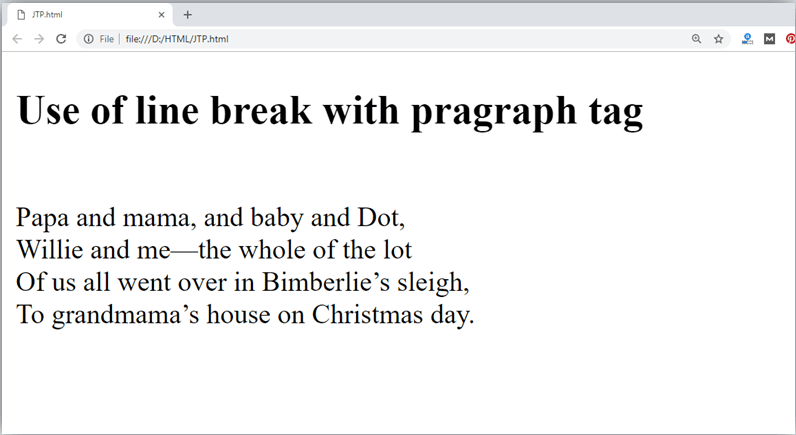 JTP.html
File | file:///D:/HTML/JTP.html
Use of line break with pragraph tag
Papa and mama, and baby and Dot,
Willie and me—the whole of the lot
Of us all went over in Bimberlie’s sleigh,
To grandmama’s house on Christmas day.